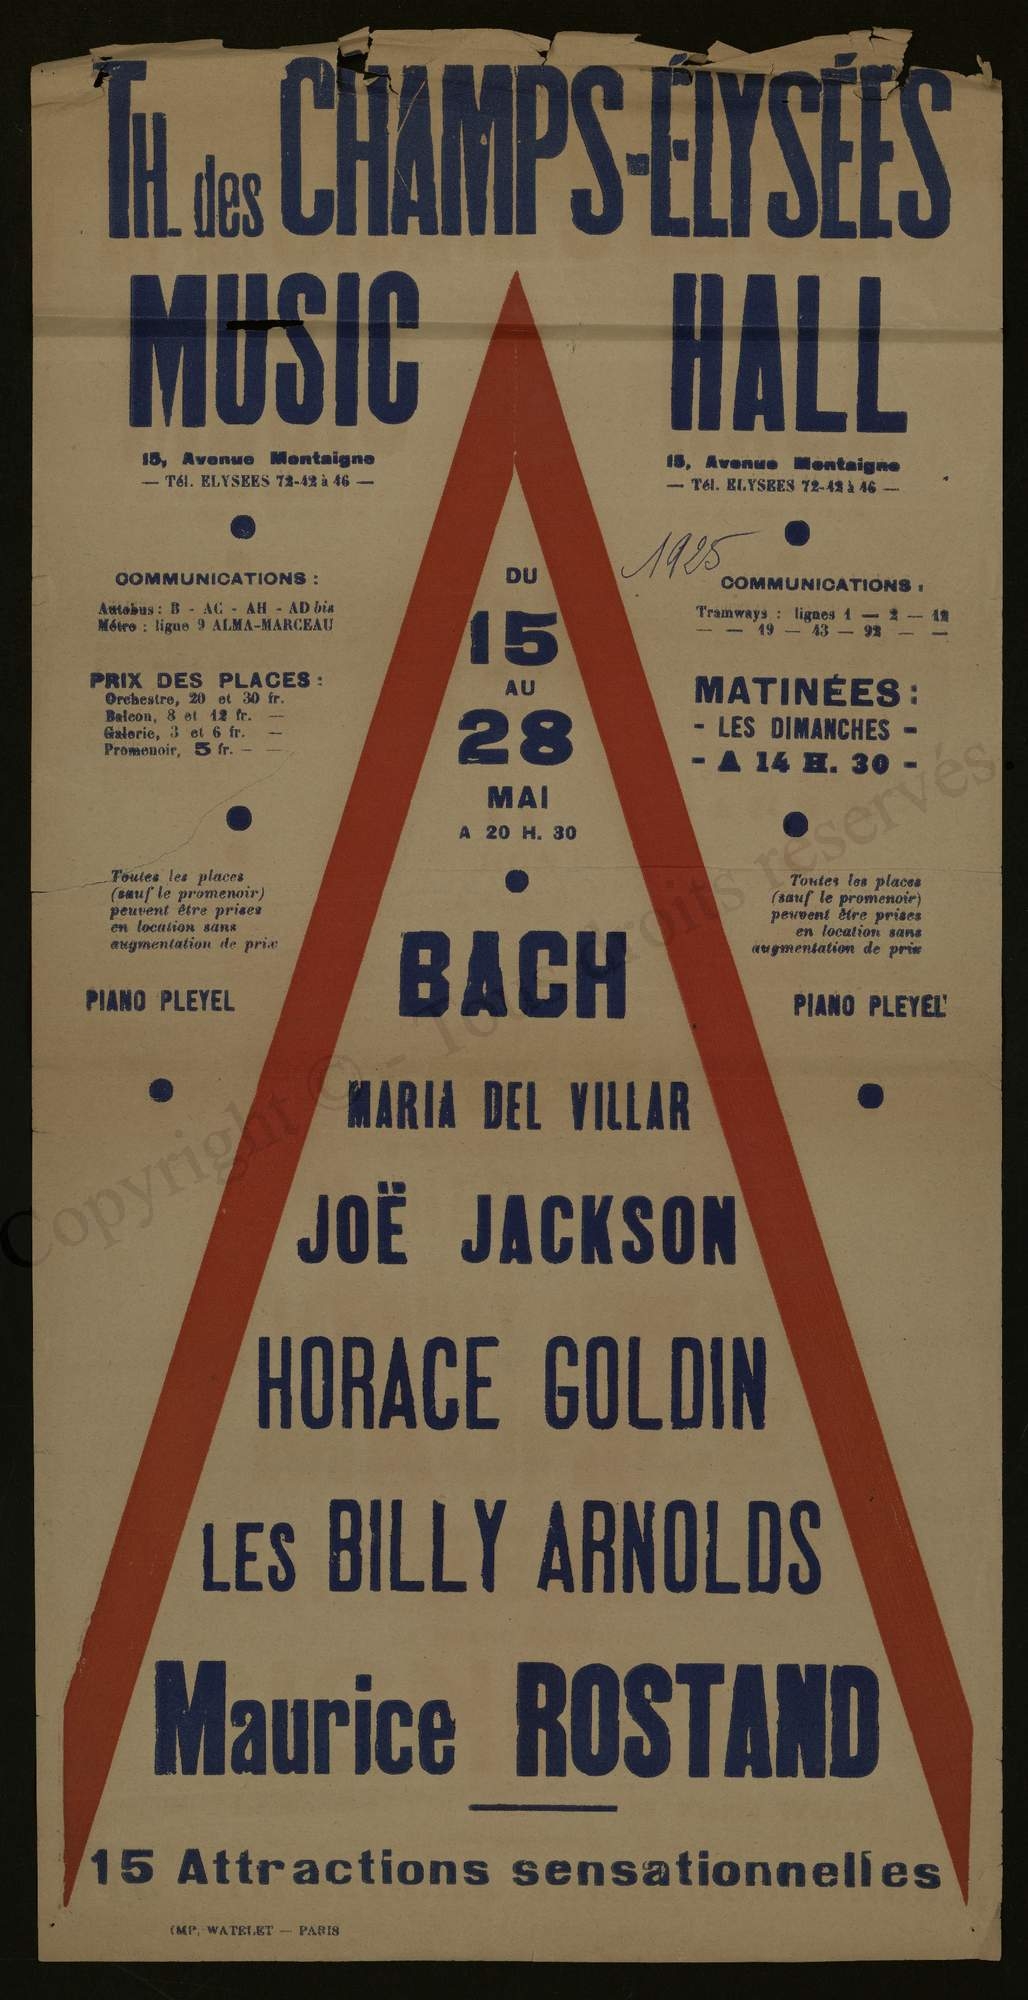 TH. des CHAMPS-ÉLYSÉES
MUSIC HALL
15, Avenue Montaigne
— Tél. ELYSEES 72-42 à 46 —
15, Avenue Montaigne
— Tél. ELYSEES 72-42 à 46 —
1925
COMMUNICATIONS :
Autobus : B - AC - AH - AD bis
Métro : ligne 9 ALMA-MARCEAU
PRIX DES PLACES :
Orchestre, 20 et 30 fr.
Balcon, 8 et 12 fr. —
Galerie, 3 et 6 fr. —
Promenoir, 5 fr. — —
Toutes les places
(sauf le promenoir)
peuvent être prises
en location sans
augmentation de prix
PIANO PLEYEL
COMMUNICATIONS :
Tramways : lignes 1 — 2 — 12
— — 19 — 43 — 92 — —
MATINÉES :
- LES DIMANCHES -
- A 14 H. 30 -
Toutes les places
(sauf le promenoir)
peuvent être prises
en location sans
augmentation de prix
PIANO PLEYEL
DU
15
AU
28
MAI
A 20 H. 30
BACH
MARIA DEL VILLAR
JOË JACKSON
HORACE GOLDIN
LES BILLY ARNOLDS
Maurice ROSTAND
15 Attractions sensationnelles
IMP. WATELET — PARIS
Copyright © - Tous droits réservés.